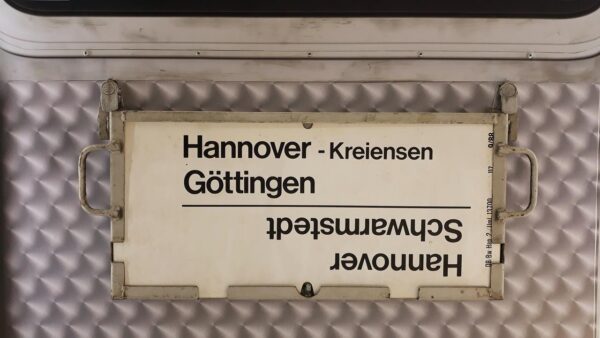 Hannover - Kreiensen
Göttingen
Hannover
Schwarmstedt